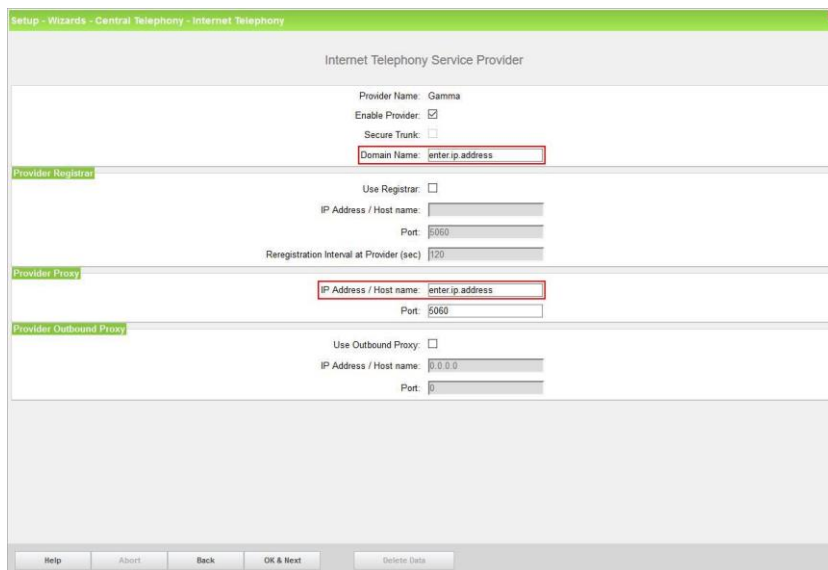 Setup - Wizards - Central Telephony - Internet Telephony
Internet Telephony Service Provider
Provider Name: Gamma
Enable Provider:
Secure Trunk:
Domain Name: enter.ip.address
Provider Registrar
Use Registrar:
IP Address / Host name:
Port: 5060
Reregistration Interval at Provider (sec) 120
Provider Proxy
IP Address / Host name: enter.ip.address
Port: 5060
Provider Outbound Proxy
Use Outbound Proxy:
IP Address / Host name: 0.0.0.0
Port: 0
Help Abort Back OK & Next Delete Data